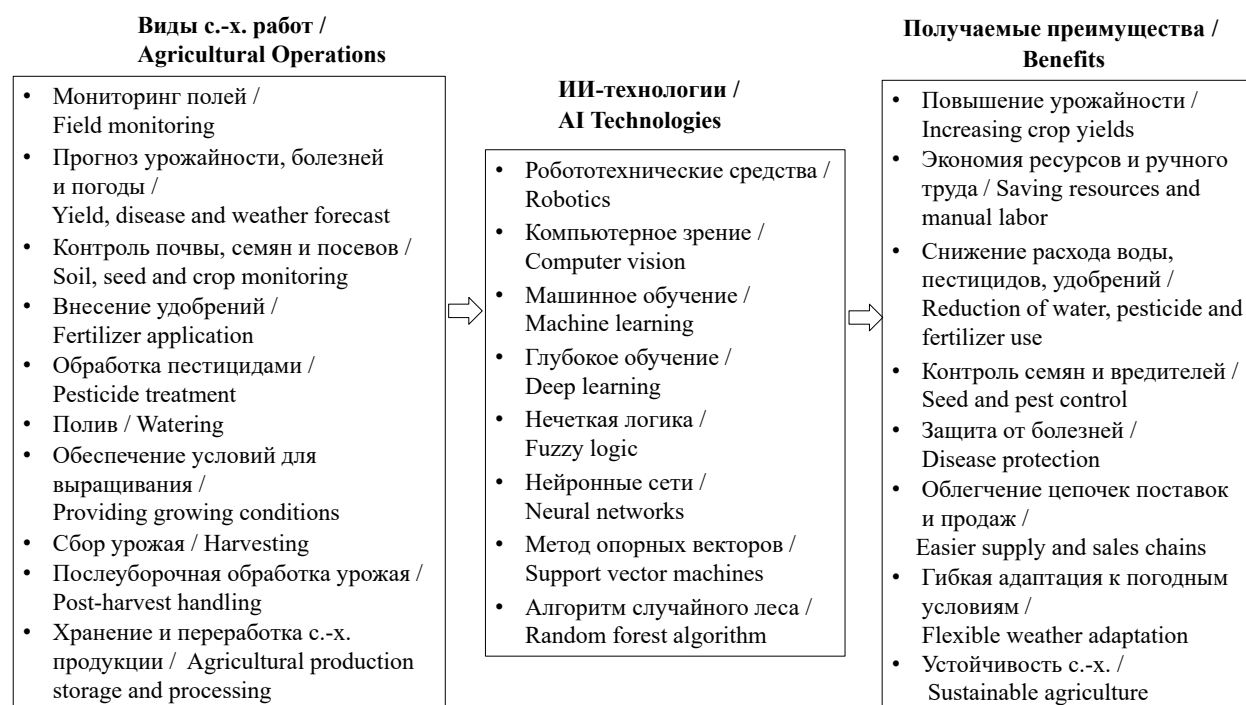 Виды с.-х. работ /
Agricultural Operations
• Мониторинг полей /
Field monitoring
• Прогноз урожайности, болезней
и погоды /
Yield, disease and weather forecast
• Контроль почвы, семян и посевов /
Soil, seed and crop monitoring
• Внесение удобрений /
Fertilizer application
• Обработка пестицидами /
Pesticide treatment
• Полив / Watering
• Обеспечение условий для
выращивания /
Providing growing conditions
• Сбор урожая / Harvesting
• Послеуборочная обработка урожая /
Post-harvest handling
• Хранение и переработка с.-х.
продукции / Agricultural production
storage and processing
ИИ-технологии /
AI Technologies
• Робототехнические средства /
Robotics
• Компьютерное зрение /
Computer vision
• Машинное обучение /
Machine learning
• Глубокое обучение /
Deep learning
• Нечеткая логика /
Fuzzy logic
• Нейронные сети /
Neural networks
• Метод опорных векторов /
Support vector machines
• Алгоритм случайного леса /
Random forest algorithm
Получаемые преимущества /
Benefits
• Повышение урожайности /
Increasing crop yields
• Экономия ресурсов и ручного
труда / Saving resources and
manual labor
• Снижение расхода воды,
пестицидов, удобрений /
Reduction of water, pesticide and
fertilizer use
• Контроль семян и вредителей /
Seed and pest control
• Защита от болезней /
Disease protection
• Облегчение цепочек поставок
и продаж /
Easier supply and sales chains
• Гибкая адаптация к погодным
условиям /
Flexible weather adaptation
• Устойчивость с.-х. /
Sustainable agriculture